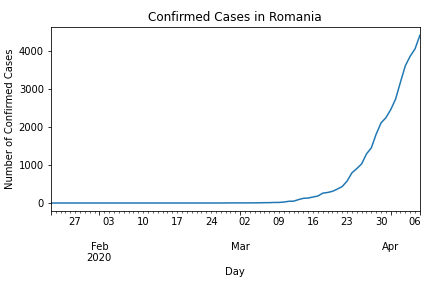 Confirmed Cases in Romania
Number of Confirmed Cases
4000
3000
2000
1000
0
27 03 10 17 24 02 09 16 23 30 06
Feb Mar Apr
2020
Day